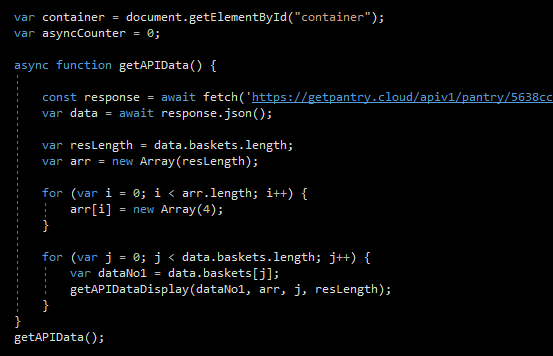 var container = document.getElementById("container");
var asyncCounter = 0;
async function getAPIData() {
const response = await fetch('https://getpantry.cloud/apiv1/pantry/5638cc
var data = await response.json();
var resLength = data.baskets.length;
var arr = new Array(resLength);
for (var i = 0; i < arr.length; i++) {
arr[i] = new Array(4);
}
for (var j = 0; j < data.baskets.length; j++) {
var dataNo1 = data.baskets[j];
getAPIDataDisplay(dataNo1, arr, j, resLength);
}
}
getAPIData();